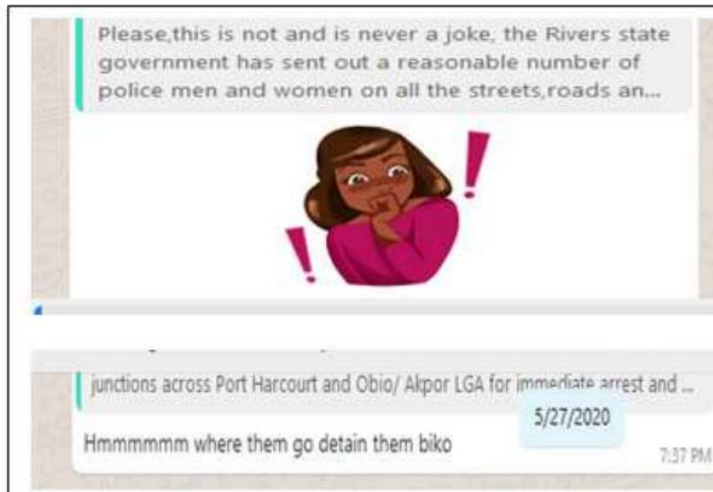 Please,this is not and is never a joke, the Rivers state
government has sent out a reasonable number of
police men and women on all the streets,roads an...
junctions across Port Harcourt and Obio/ Akpor LGA for immediate arrest and ...
5/27/2020
Hmmmmmm where them go detain them biko
7:37 PM